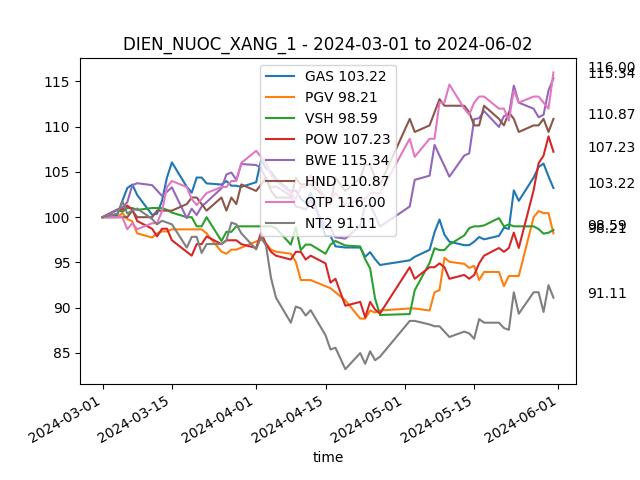 DIEN_NUOC_XANG_1 - 2024-03-01 to 2024-06-02
115
110
105
100
95
90
85
GAS 103.22
PGV 98.21
VSH 98.59
POW 107.23
BWE 115.34
HND 110.87
QTP 116.00
NT2 91.11
116.00
115.34
110.87
107.23
103.22
98.59
98.21
91.11
2024-03-01
2024-03-15
2024-04-01
2024-04-15
2024-05-01
2024-05-15
2024-06-01
time